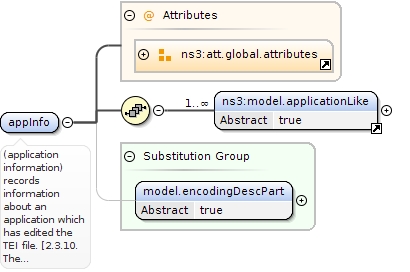 @ Attributes
ns3:att.global.attributes
appInfo
1..∞
ns3:model.applicationLike
Abstract true
(application
information)
records
information
about an
application which
has edited the
TEI file. [2.3.10.
The...
Substitution Group
model.encodingDescPart
Abstract true